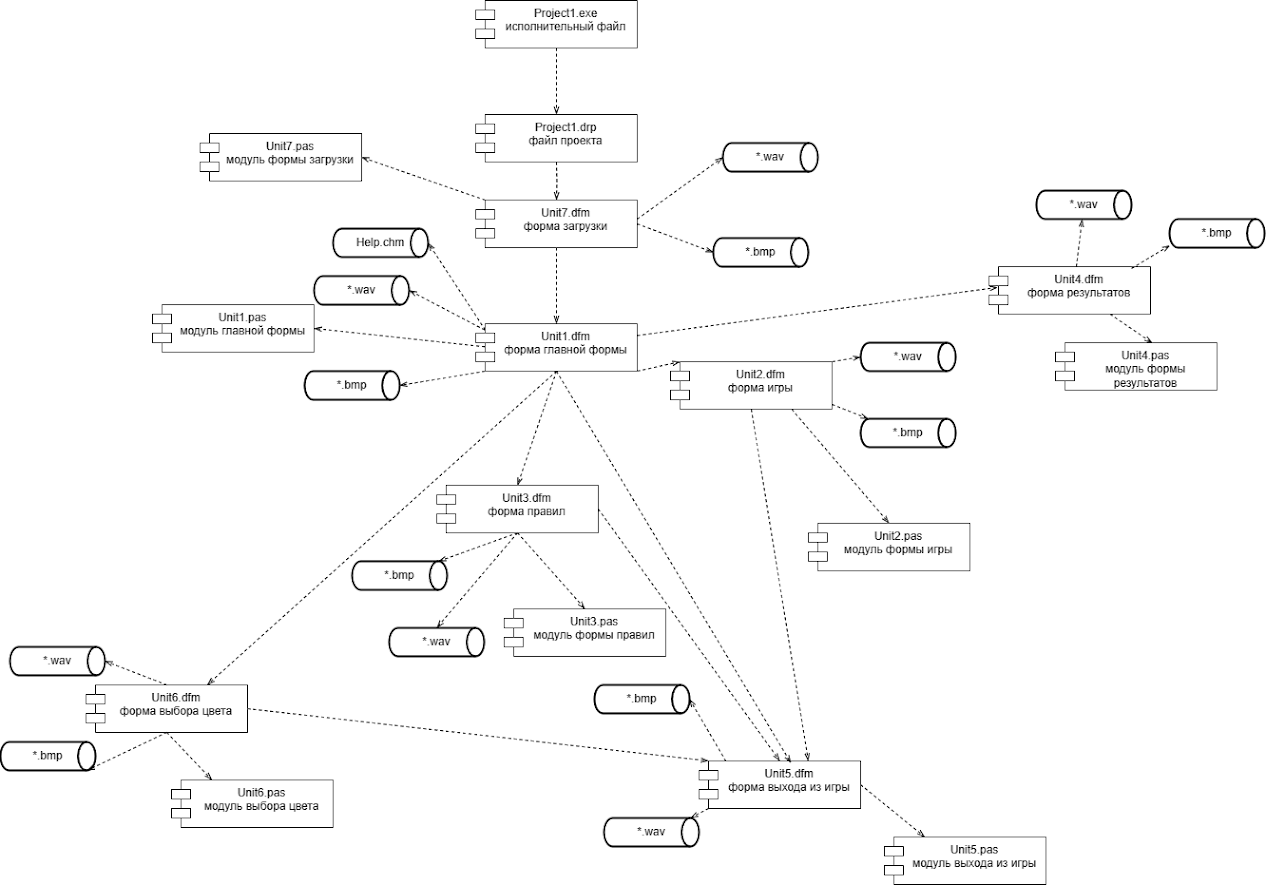 Project1.exe
исполнительный файл
Project1.drp
файл проекта
Unit7.pas
модуль формы загрузки
*.wav
Unit7.dfm
форма загрузки
*.wav
*.bmp
Help.chm
*.bmp
Unit4.dfm
форма результатов
*.wav
Unit1.pas
модуль главной формы
Unit1.dfm
форма главной формы
*.wav
Unit4.pas
модуль формы
результатов
*.bmp
Unit2.dfm
форма игры
*.bmp
Unit3.dfm
форма правил
Unit2.pas
модуль формы игры
*.bmp
Unit3.pas
модуль формы правил
*.wav
*.wav
Unit6.dfm
форма выбора цвета
*.bmp
*.bmp
Unit5.dfm
форма выхода из игры
Unit6.pas
модуль выбора цвета
*.wav
Unit5.pas
модуль выхода из игры